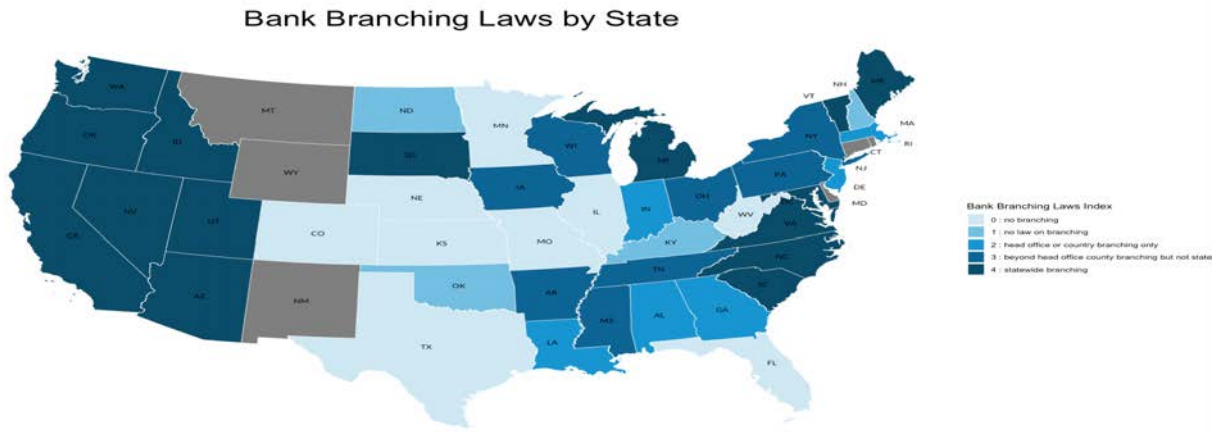 Bank Branching Laws by State
WA
MT
ND
MN
OR
ID
WY
SD
WI
MI
NY
VT
NH
ME
MA
RI
CT
NJ
DE
MD
PA
NV
UT
CO
NE
IA
IL
IN
OH
WV
VA
CA
KS
MO
KY
NC
AZ
NM
OK
AR
TN
SC
TX
LA
MS
AL
GA
FL
Bank Branching Laws Index
0 : no branching
1 : no law on branching
2 : head office or country branching only
3 : beyond head office county branching but not state
4 : statewide branching